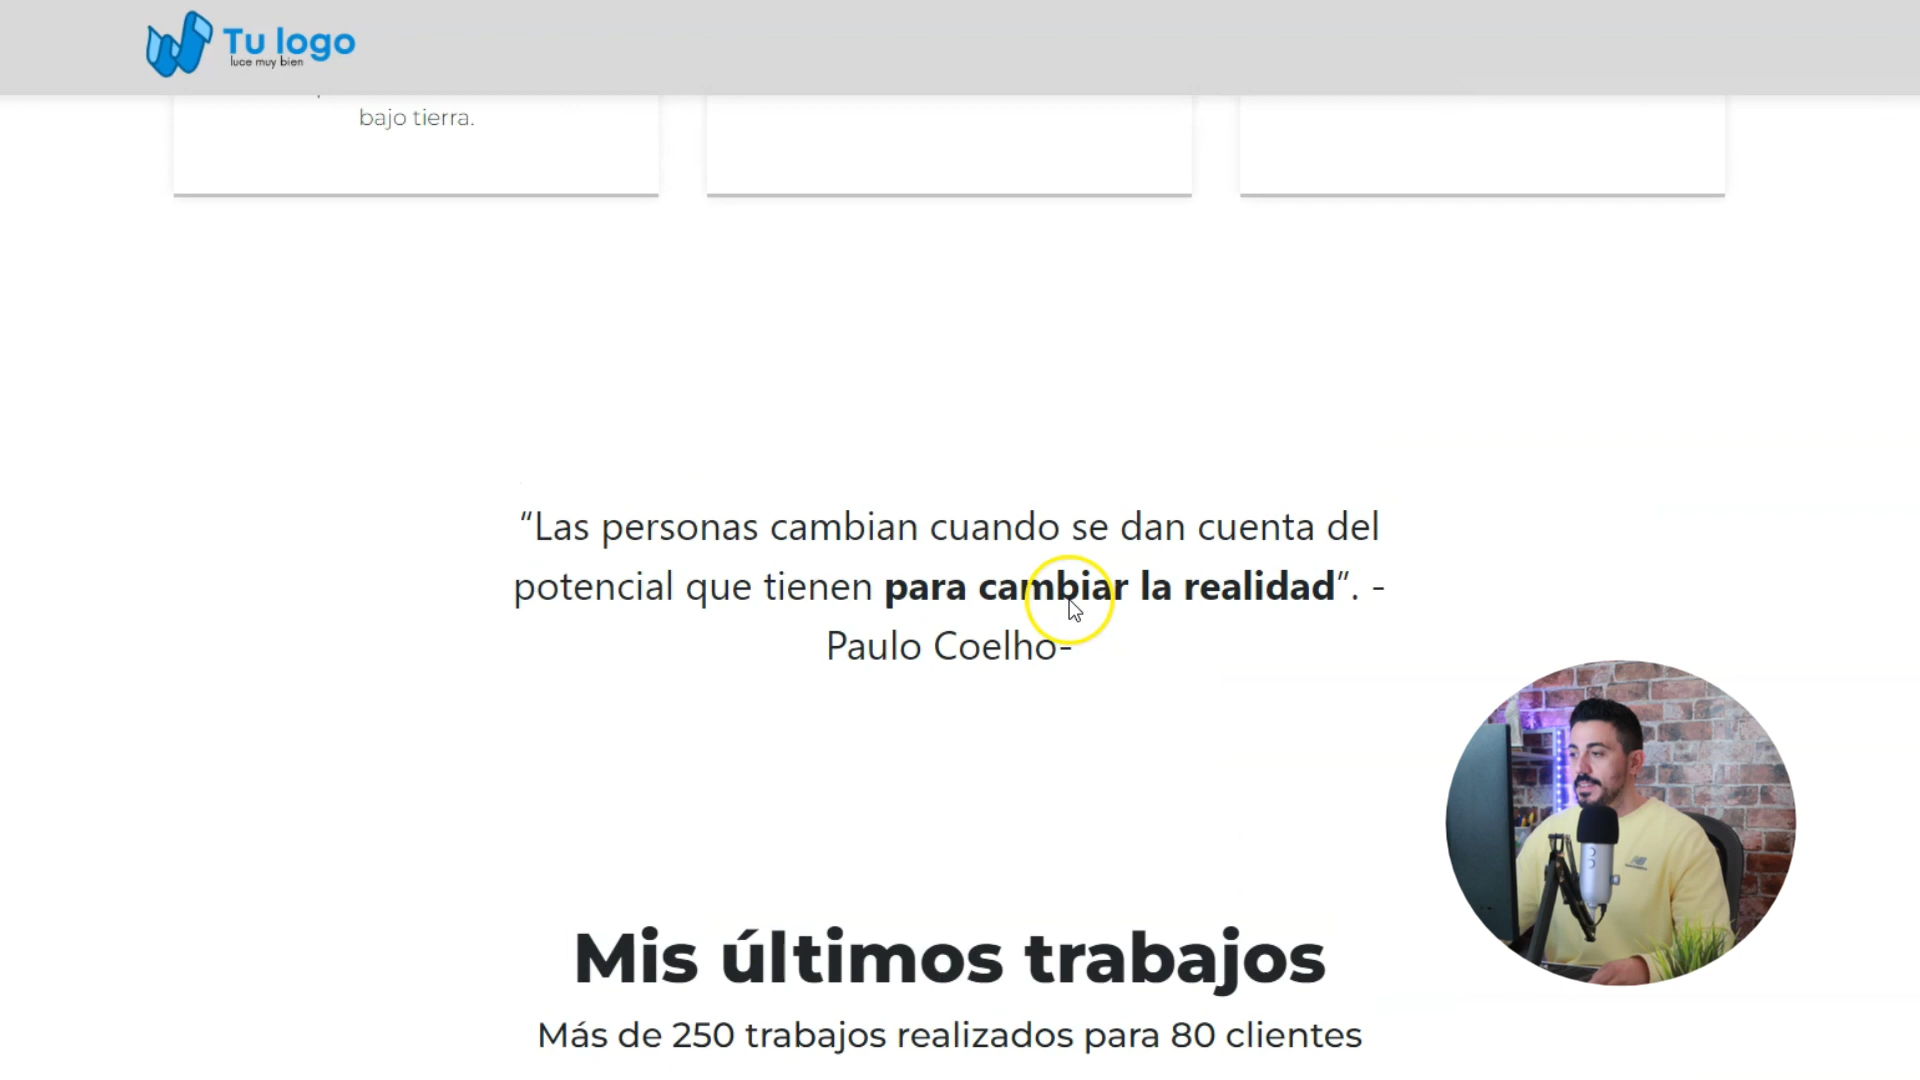 Tu logo
luce muy bien
bajo tierra.
“Las personas cambian cuando se dan cuenta del
potencial que tienen para cambiar la realidad”. -
Paulo Coelho-
Mis últimos trabajos
Más de 250 trabajos realizados para 80 clientes